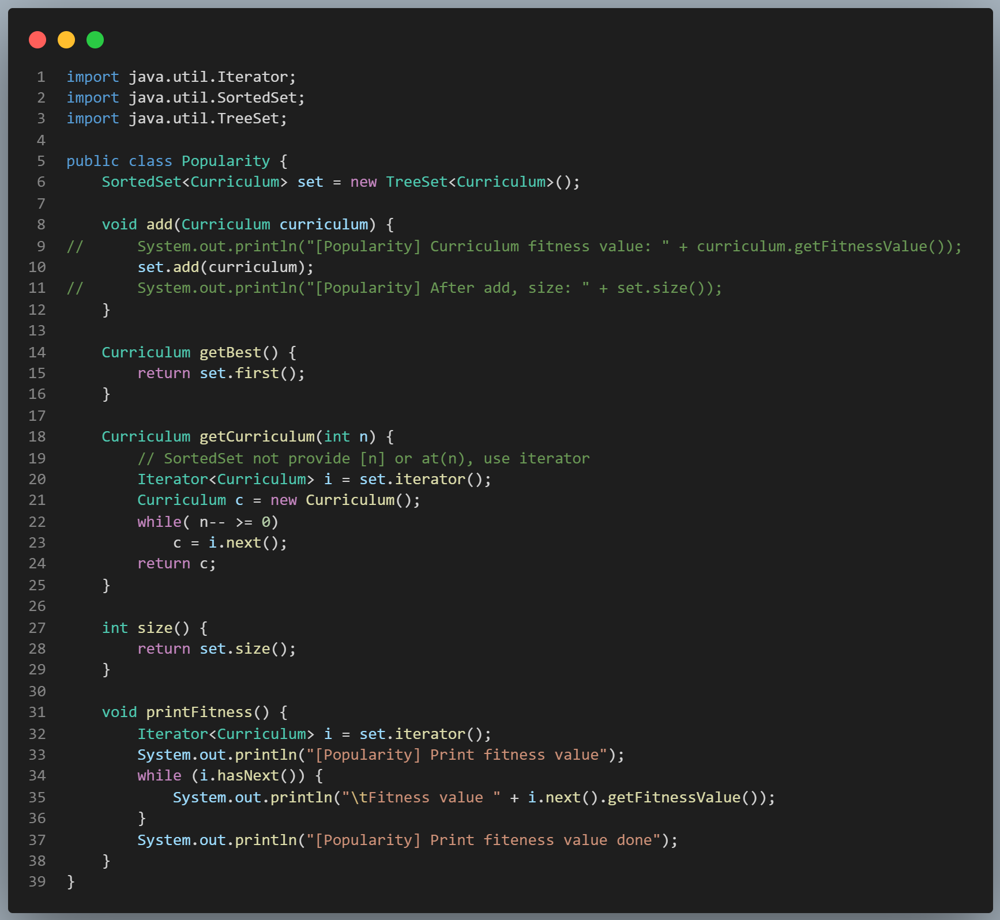 1 import java.util.Iterator;
2 import java.util.SortedSet;
3 import java.util.TreeSet;
4
5 public class Popularity {
6     SortedSet<Curriculum> set = new TreeSet<Curriculum>();
7
8     void add(Curriculum curriculum) {
9 //      System.out.println("[Popularity] Curriculum fitness value: " + curriculum.getFitnessValue());
10         set.add(curriculum);
11 //      System.out.println("[Popularity] After add, size: " + set.size());
12     }
13
14     Curriculum getBest() {
15         return set.first();
16     }
17
18     Curriculum getCurriculum(int n) {
19         // SortedSet not provide [n] or at(n), use iterator
20         Iterator<Curriculum> i = set.iterator();
21         Curriculum c = new Curriculum();
22         while( n-- >= 0)
23             c = i.next();
24         return c;
25     }
26
27     int size() {
28         return set.size();
29     }
30
31     void printFitness() {
32         Iterator<Curriculum> i = set.iterator();
33         System.out.println("[Popularity] Print fitness value");
34         while (i.hasNext()) {
35             System.out.println("\tFitness value " + i.next().getFitnessValue());
36         }
37         System.out.println("[Popularity] Print fiteness value done");
38     }
39 }